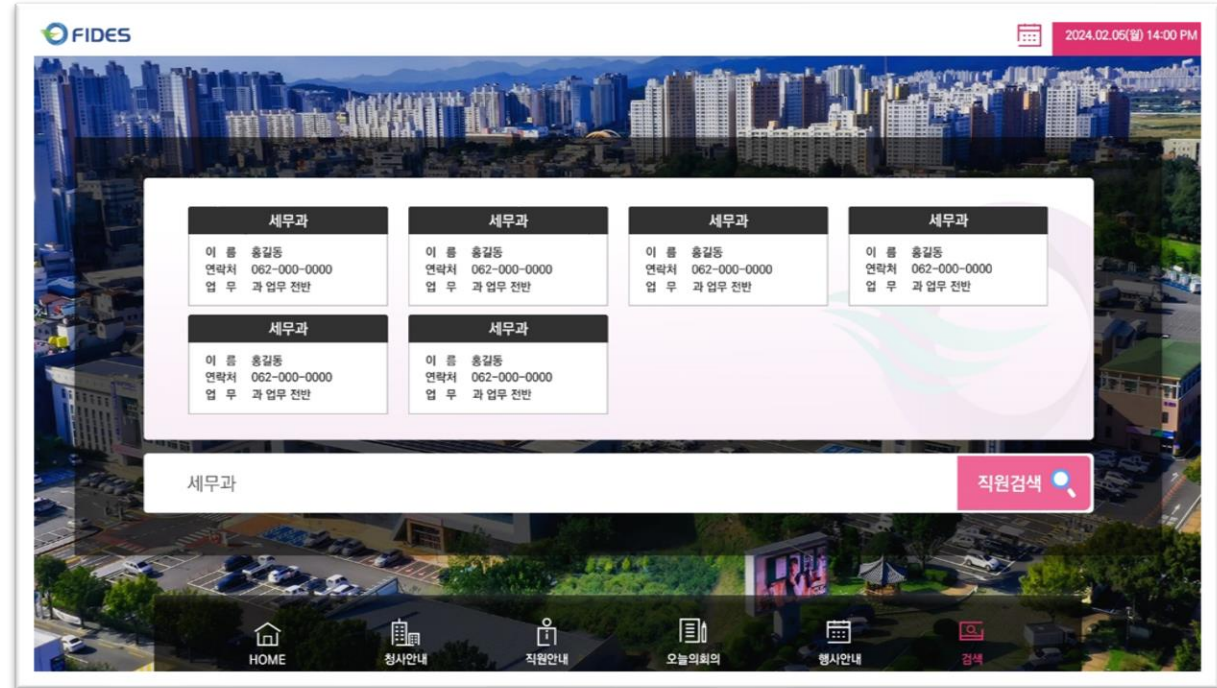 FIDES
2024.02.05(월) 14:00 PM
세무과
이 름 홍길동
연락처 062-000-0000
업 무 과 업무 전반
세무과
이 름 홍길동
연락처 062-000-0000
업 무 과 업무 전반
세무과
이 름 홍길동
연락처 062-000-0000
업 무 과 업무 전반
세무과
이 름 홍길동
연락처 062-000-0000
업 무 과 업무 전반
세무과
이 름 홍길동
연락처 062-000-0000
업 무 과 업무 전반
세무과
이 름 홍길동
연락처 062-000-0000
업 무 과 업무 전반
세무과
직원검색
HOME
청사안내
직원안내
오늘의회의
행사안내
검색